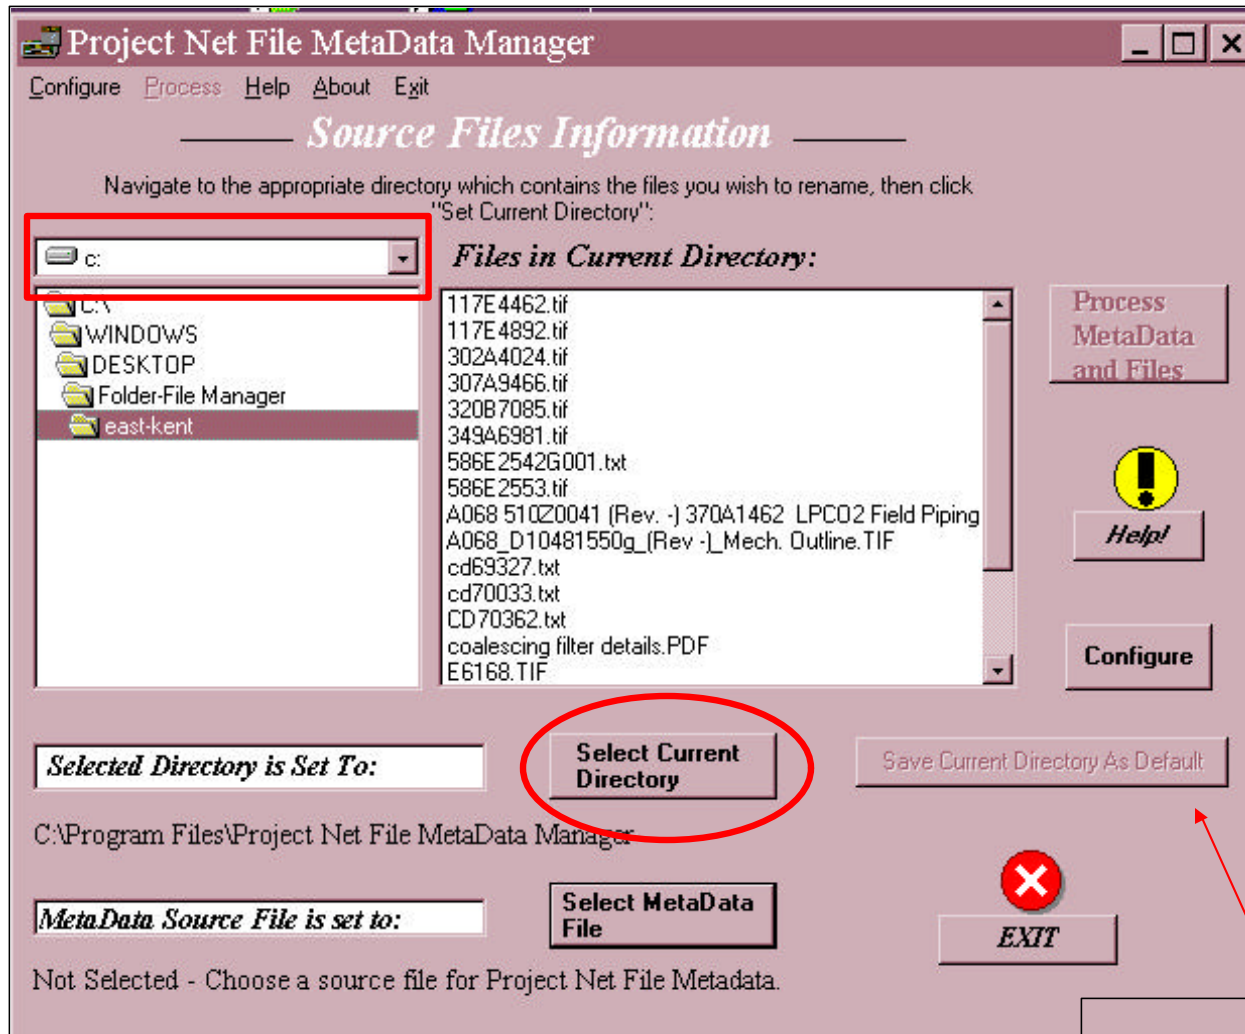 Project Net File MetaData Manager
Configure Process Help About Exit
Source Files Information
Navigate to the appropriate directory which contains the files you wish to rename, then click
"Set Current Directory":
c:
Files in Current Directory:
C:\
WINDOWS
DESKTOP
Folder-File Manager
east-kent
117E4462.tif
117E4892.tif
302A4024.tif
307A9466.tif
320B7085.tif
349A6981.tif
586E2542G001.txt
586E2553.tif
A068 510Z0041 (Rev. -) 370A1462 LPCO2 Field Piping
A068_D10481550g_(Rev -)_Mech. Outline.TIF
cd69327.txt
cd70033.txt
CD70362.txt
coalescing filter details.PDF
E6168.TIF
Process
MetaData
and Files
Help!
Configure
Selected Directory is Set To:
Select Current
Directory
Save Current Directory As Default
C:\Program Files\Project Net File MetaData Manager
MetaData Source File is set to:
Select MetaData
File
EXIT
Not Selected - Choose a source file for Project Net File Metadata.